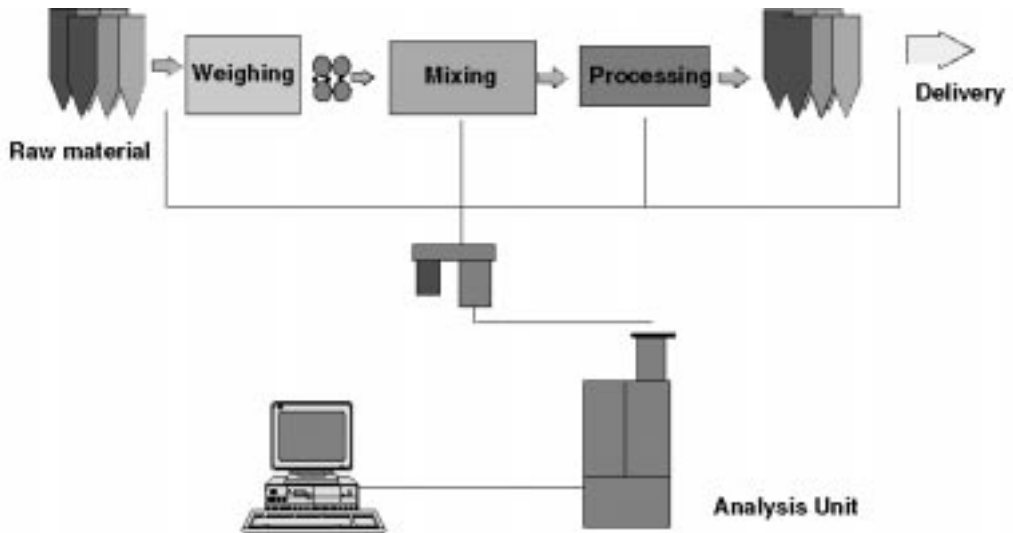 Weighing
Mixing
Processing
Delivery
Raw material
Analysis Unit